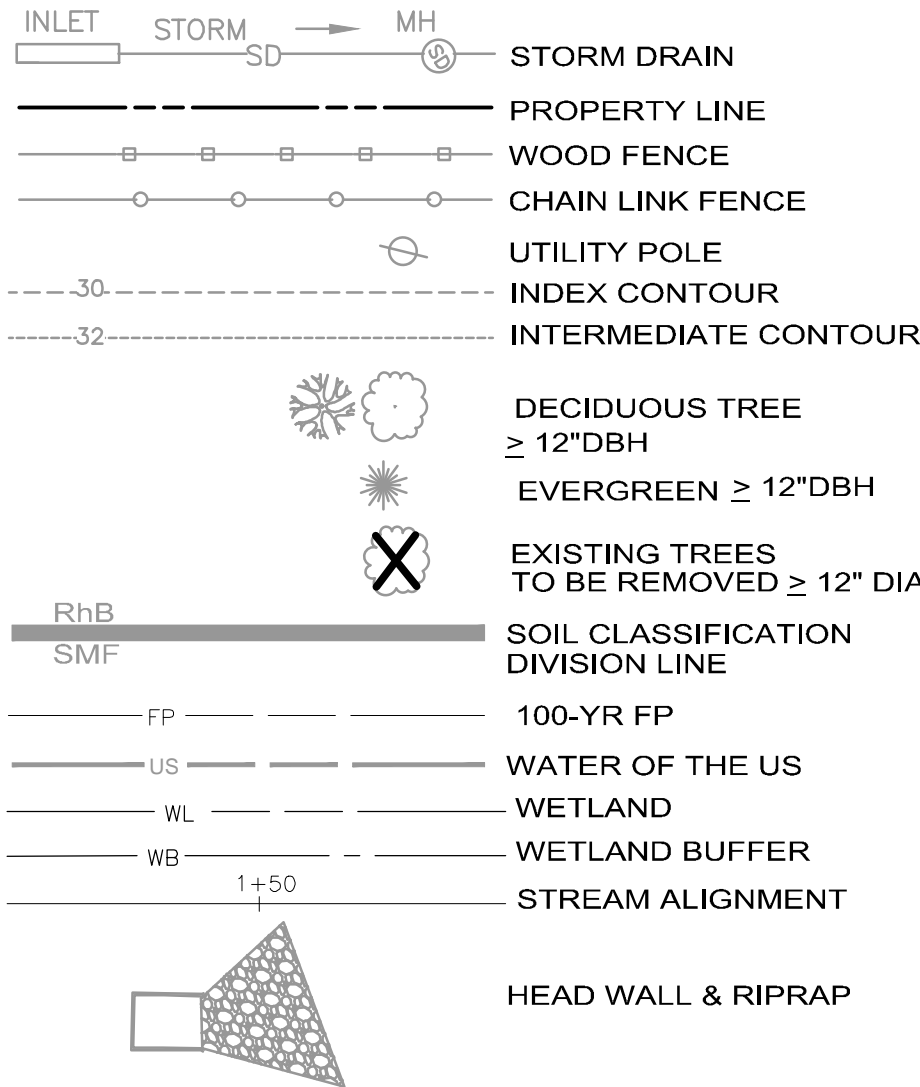 INLET STORM MH
SD SD STORM DRAIN
PROPERTY LINE
WOOD FENCE
CHAIN LINK FENCE
UTILITY POLE
30 INDEX CONTOUR
32 INTERMEDIATE CONTOUR
DECIDUOUS TREE
≥ 12"DBH
EVERGREEN ≥ 12"DBH
EXISTING TREES
TO BE REMOVED ≥ 12" DIA
RhB
SMF
SOIL CLASSIFICATION
DIVISION LINE
FP 100-YR FP
US WATER OF THE US
WL WETLAND
WB WETLAND BUFFER
1+50
STREAM ALIGNMENT
HEAD WALL & RIPRAP